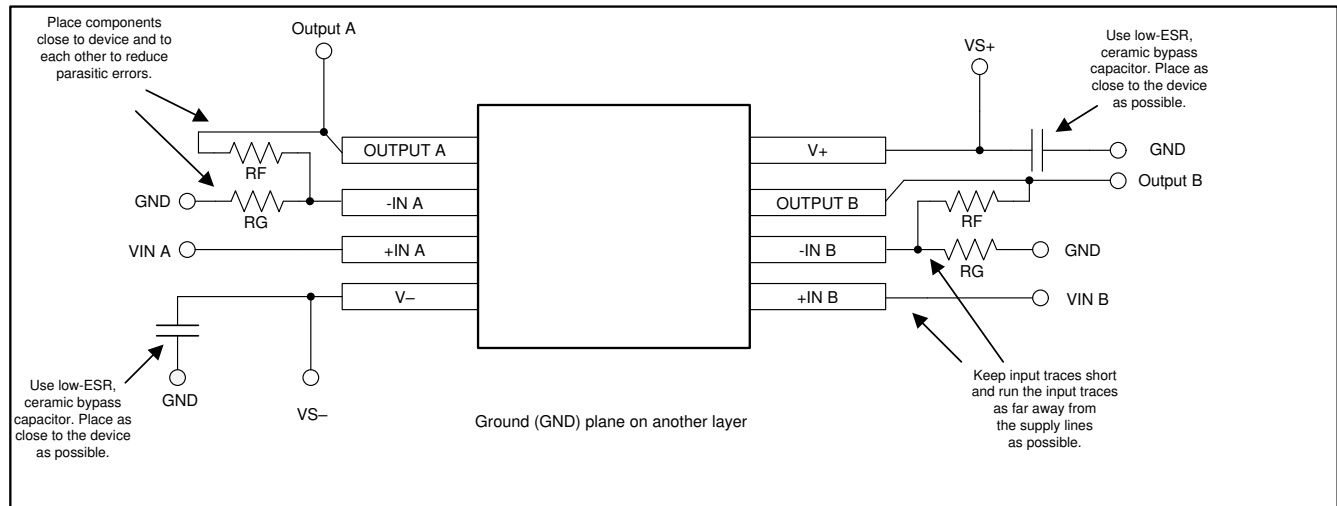 Place components
close to device and to
each other to reduce
parasitic errors.
Output A
VS+
Use low-ESR,
ceramic bypass
capacitor. Place as
close to the device
as possible.
OUTPUT A
RF
V+
GND
GND
RG
-IN A
OUTPUT B
Output B
RF
VIN A
+IN A
-IN B
RG
GND
V–
+IN B
VIN B
Use low-ESR,
ceramic bypass
capacitor. Place as
close to the device
as possible.
GND
VS–
Ground (GND) plane on another layer
Keep input traces short
and run the input traces
as far away from
the supply lines
as possible.